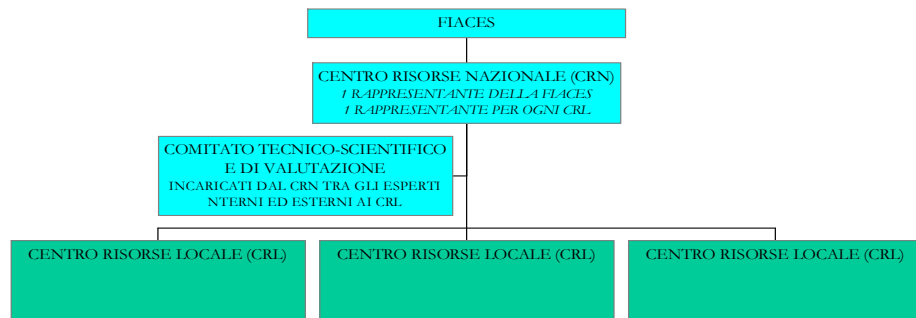 FIACES
CENTRO RISORSE NAZIONALE (CRN)
1 RAPPRESENTANTE DELLA FIACES
1 RAPPRESENTANTE PER OGNI CRL
COMITATO TECNICO-SCIENTIFICO
E DI VALUTAZIONE
INCARICATI DAL CRN TRA GLI ESPERTI
NTERNI ED ESTERNI AI CRL
CENTRO RISORSE LOCALE (CRL)
CENTRO RISORSE LOCALE (CRL)
CENTRO RISORSE LOCALE (CRL)